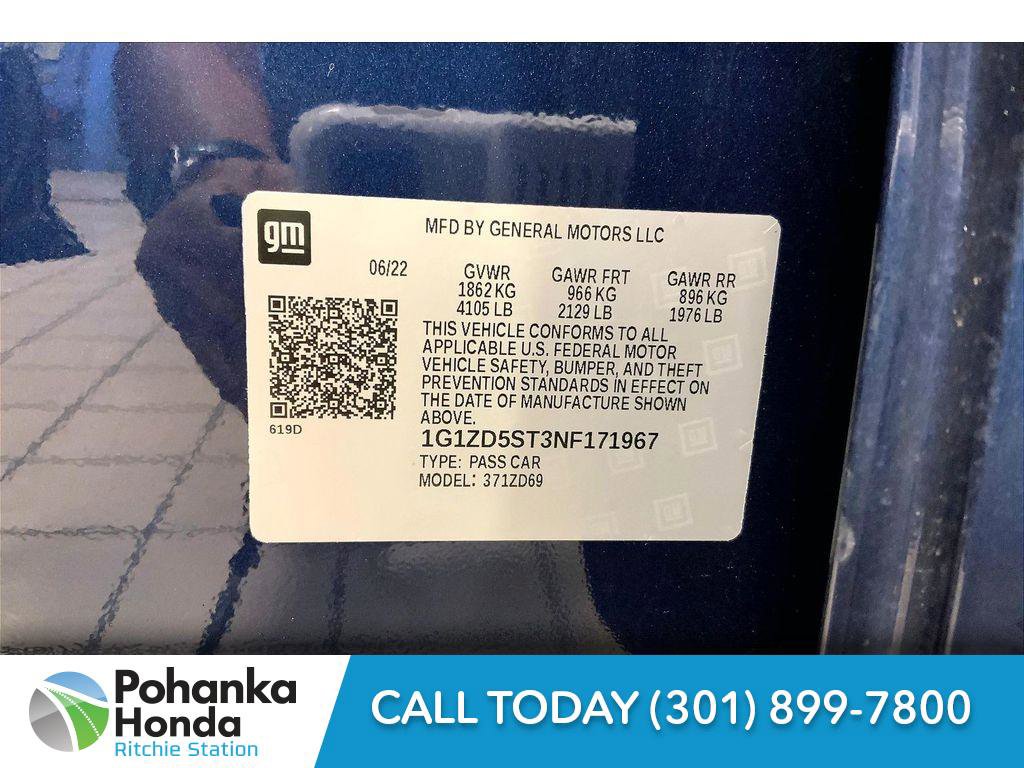 gm
MFD BY GENERAL MOTORS LLC
06/22
GVWR GAWR FRT GAWR RR
1862 KG 966 KG 896 KG
4105 LB 2129 LB 1976 LB
THIS VEHICLE CONFORMS TO ALL
APPLICABLE U.S. FEDERAL MOTOR
VEHICLE SAFETY, BUMPER, AND THEFT
PREVENTION STANDARDS IN EFFECT ON
THE DATE OF MANUFACTURE SHOWN
ABOVE.
619D
1G1ZD5ST3NF171967
TYPE: PASS CAR
MODEL: 371ZD69
Pohanka
Honda
Ritchie Station
CALL TODAY (301) 899-7800